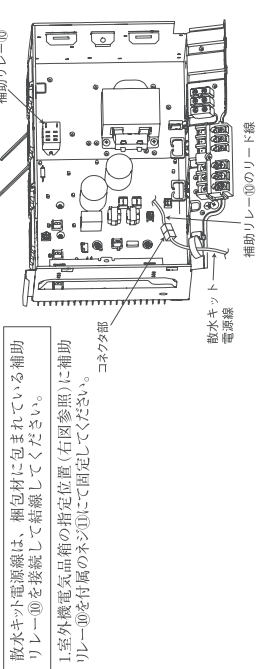 散水キット電源線は、梱包材に包まれている補助
リレー⑩を接続して結線してください。
1.室外機電気品箱の指定位置(右図参照)に補助
リレー⑩を付属のネジ⑪にて固定してください。
補助リレー⑩
コネクタ部
散水キット
電源線
補助リレー⑩のリード線